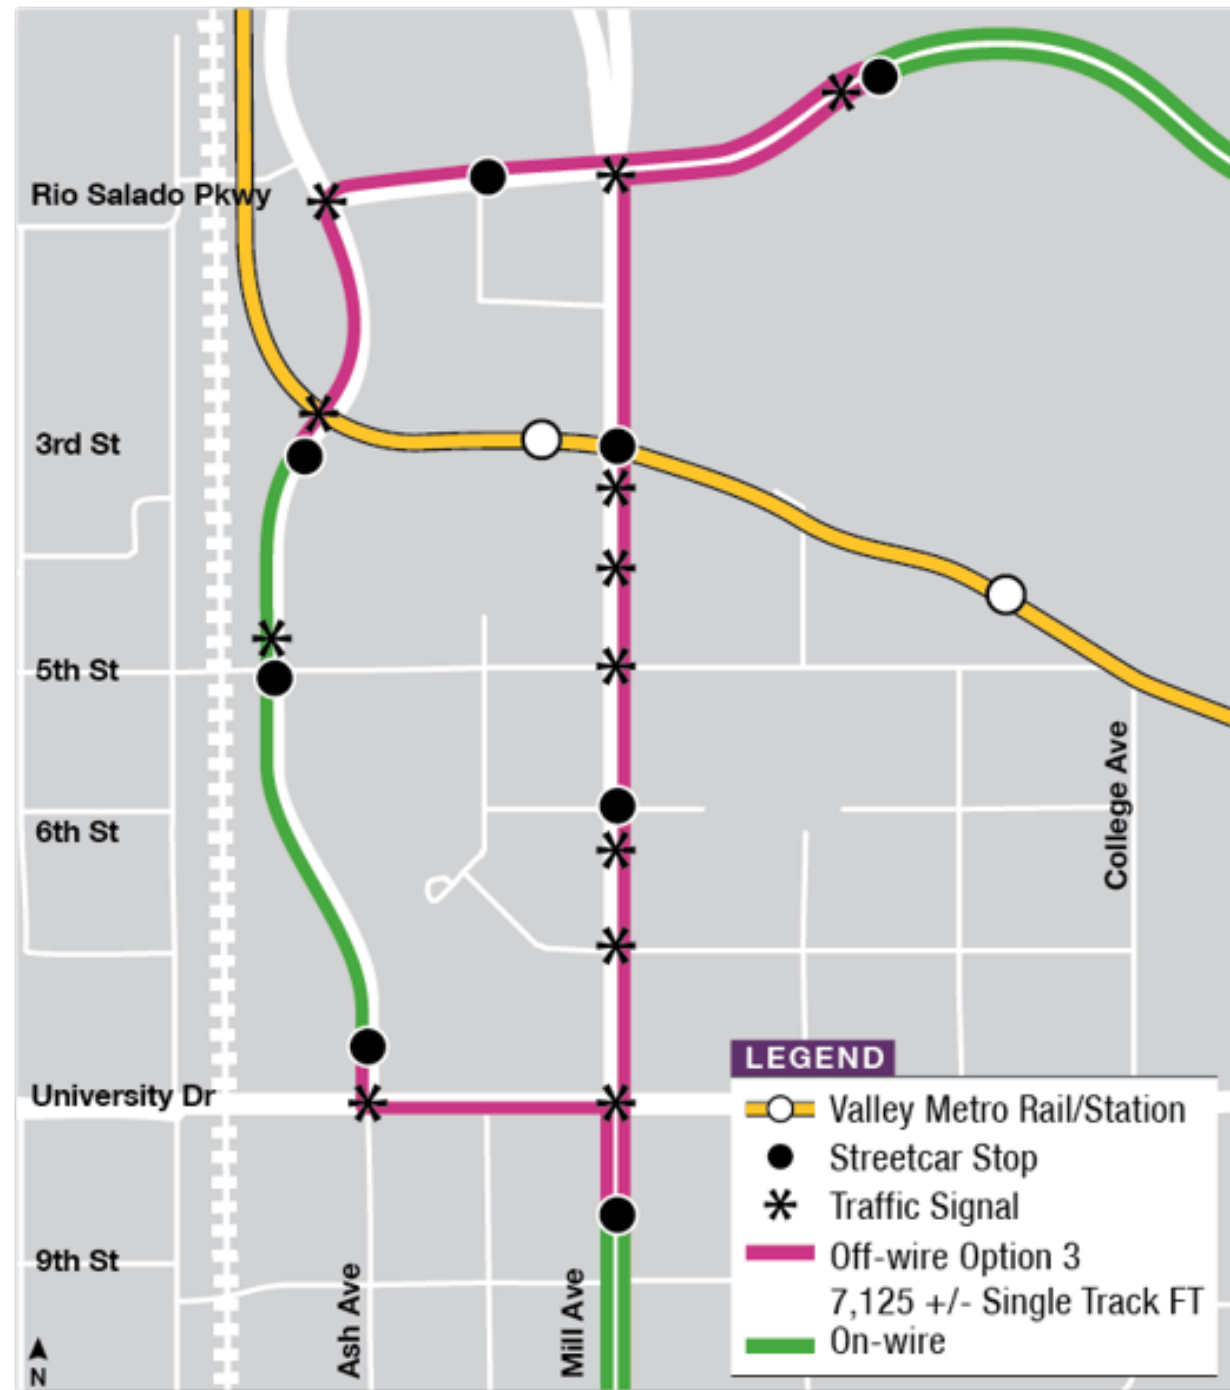 Rio Salado Pkwy
3rd St
5th St
6th St
College Ave
University Dr
9th St
Ash Ave
Mill Ave
N
LEGEND
Valley Metro Rail/Station
Streetcar Stop
Traffic Signal
Off-wire Option 3
7,125 +/- Single Track FT
On-wire